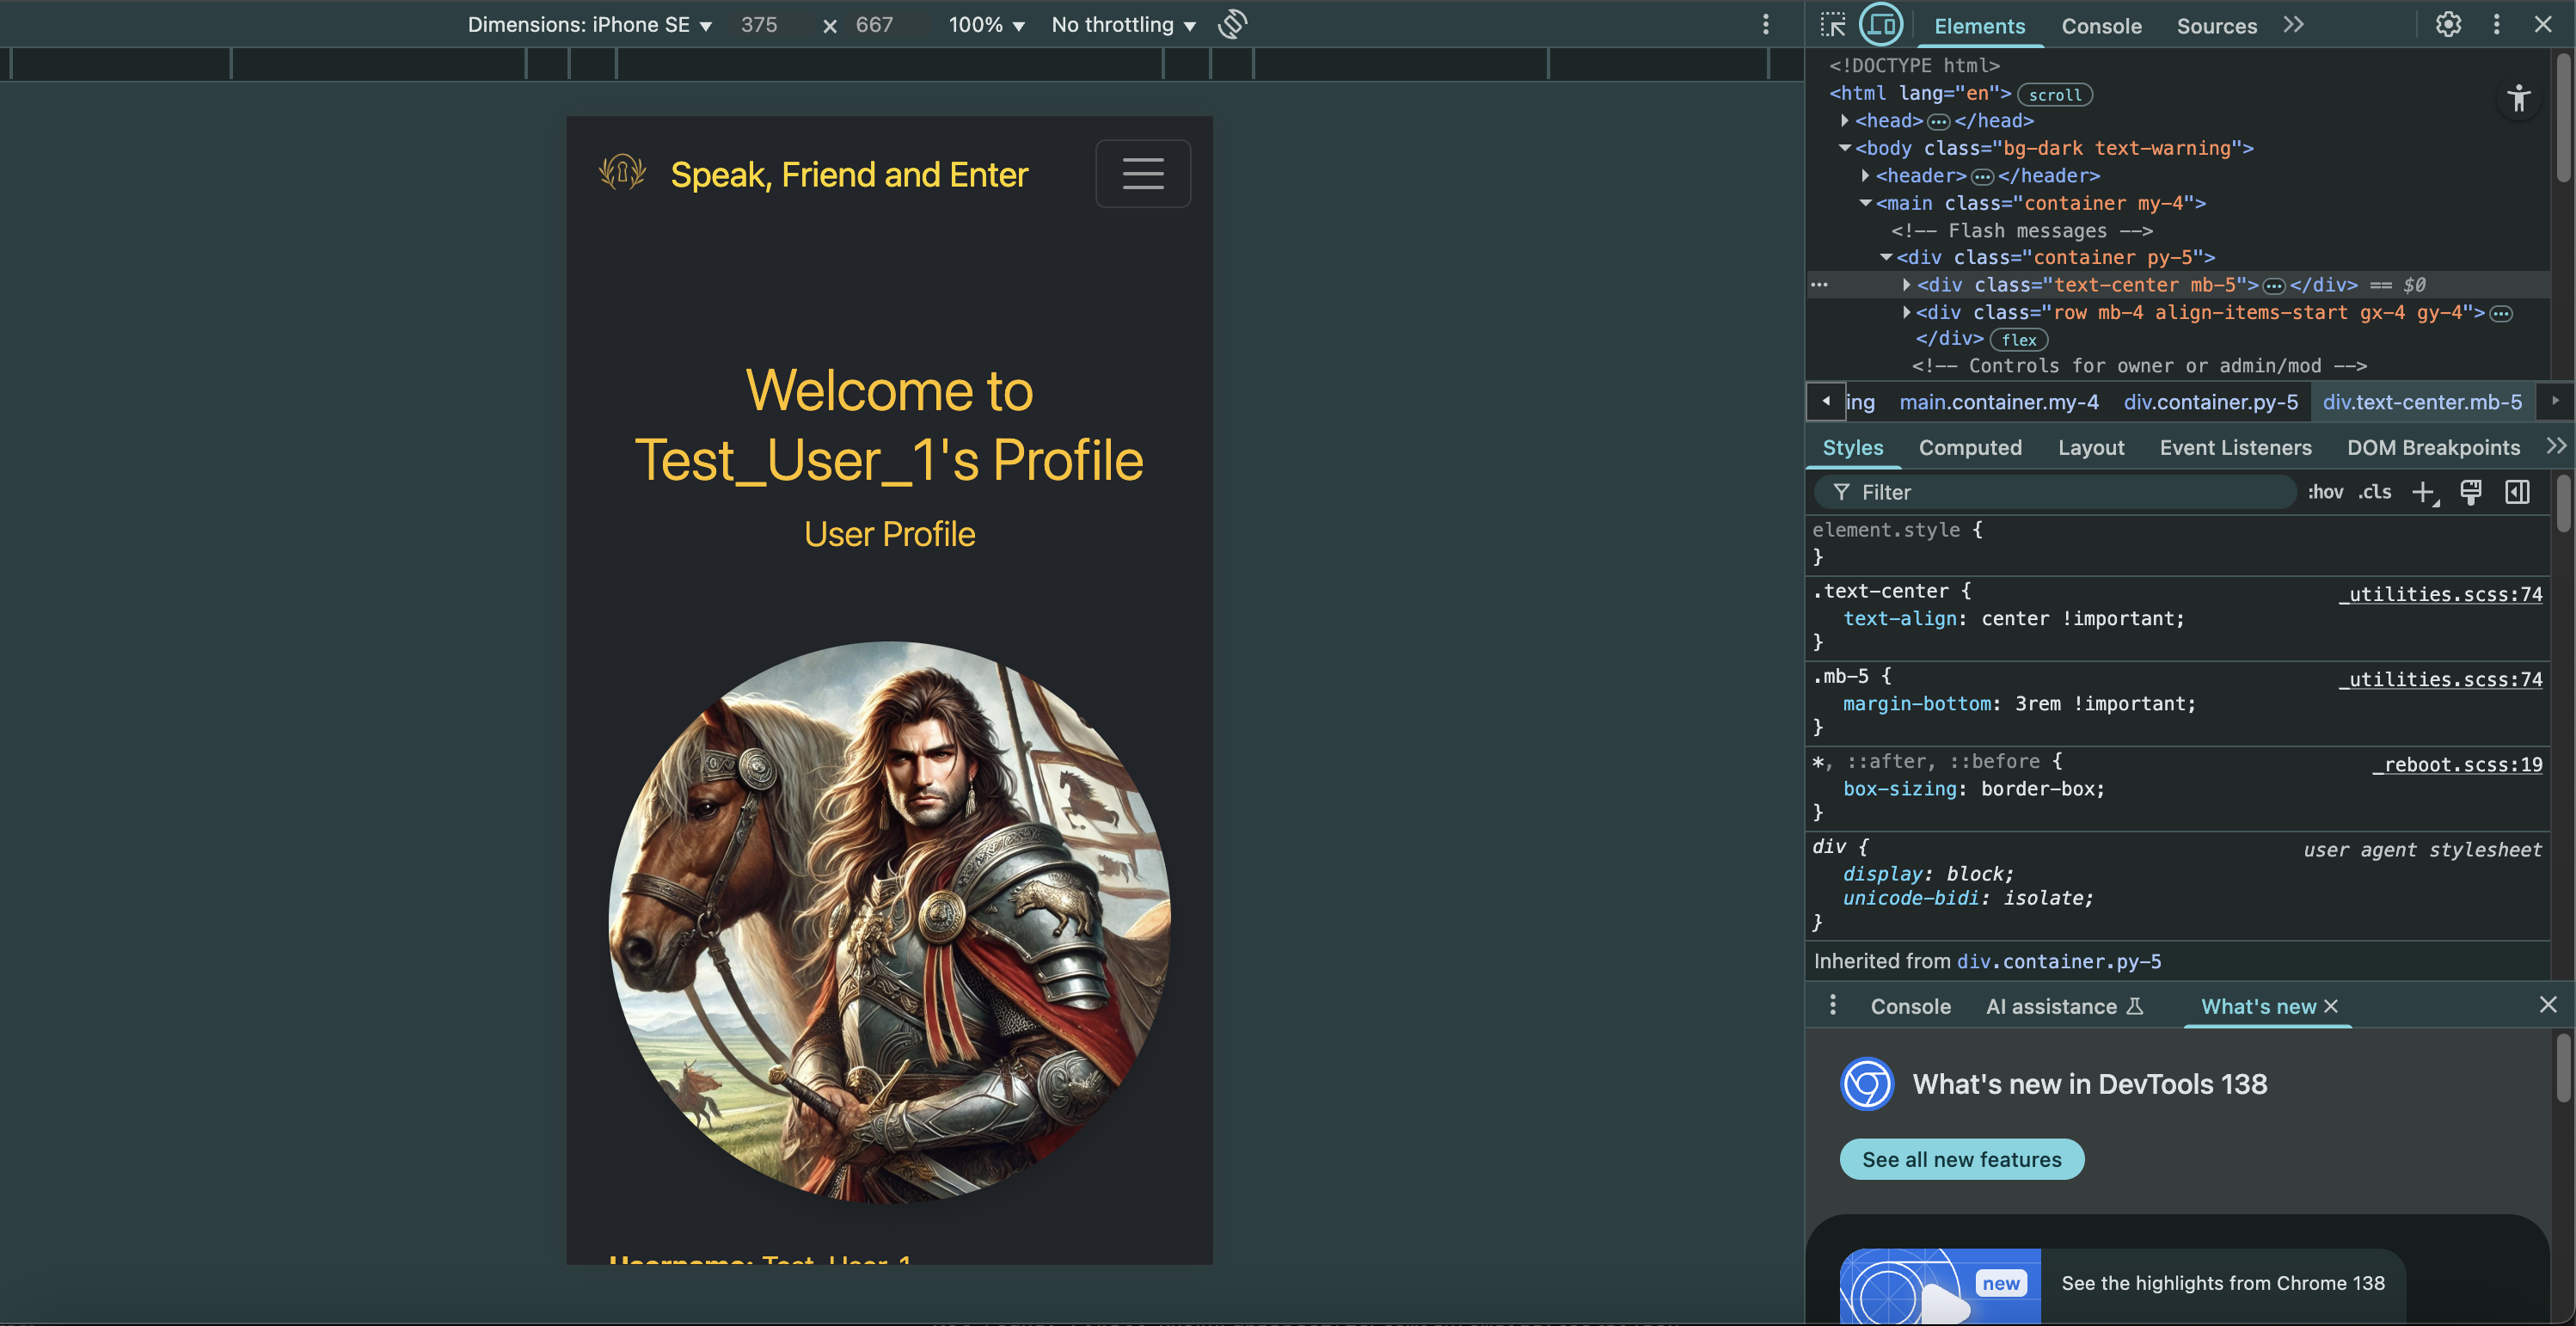 Dimensions: iPhone SE ▼ 375 × 667 100% ▼ No throttling ▼
Speak, Friend and Enter
Welcome to
Test_User_1's Profile
User Profile
Username: Test_User_1
Elements Console Sources
<!DOCTYPE html>
<html lang="en"> scroll
<head> ⋯ </head>
<body class="bg-dark text-warning">
<header> ⋯ </header>
<main class="container my-4">
<!-- Flash messages -->
<div class="container py-5">
⋯ <div class="text-center mb-5"> ⋯ </div> == $0
<div class="row mb-4 align-items-start gx-4 gy-4"> ⋯
</div> flex
<!-- Controls for owner or admin/mod -->
ing main.container.my-4 div.container.py-5 div.text-center.mb-5
Styles Computed Layout Event Listeners DOM Breakpoints
Filter :hov .cls
element.style {
}
.text-center { _utilities.scss:74
text-align: center !important;
}
.mb-5 { _utilities.scss:74
margin-bottom: 3rem !important;
}
*, ::after, ::before { _reboot.scss:19
box-sizing: border-box;
}
div { user agent stylesheet
display: block;
unicode-bidi: isolate;
}
Inherited from div.container.py-5
Console AI assistance What's new
What's new in DevTools 138
See all new features
new See the highlights from Chrome 138